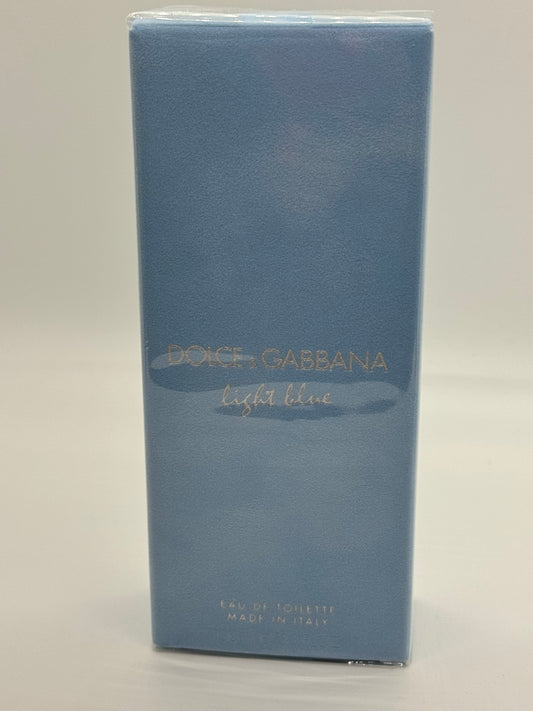 DOLCE & GABBANA
light blue
EAU DE TOILETTE
MADE IN ITALY